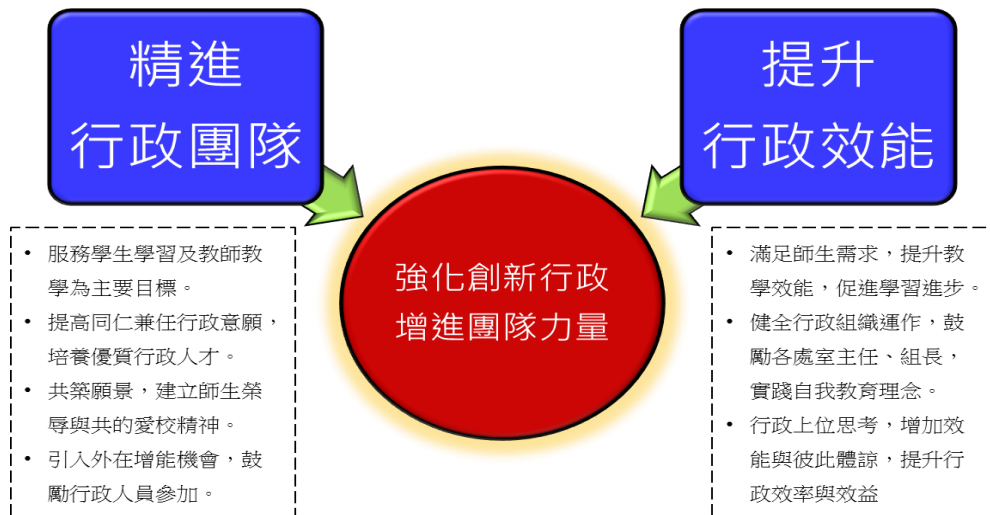 精進
行政團隊
提升
行政效能
強化創新行政
增進團隊力量
• 服務學生學習及教師教
學為主要目標。
• 提高同仁兼任行政意願，
培養優質行政人才。
• 共築願景，建立師生榮
辱與共的愛校精神。
• 引入外在增能機會，鼓
勵行政人員參加。
• 滿足師生需求，提升教
學效能，促進學習進步。
• 健全行政組織運作，鼓
勵各處室主任、組長，
實踐自我教育理念。
• 行政上位思考，增加效
能與彼此體諒，提升行
政效率與效益